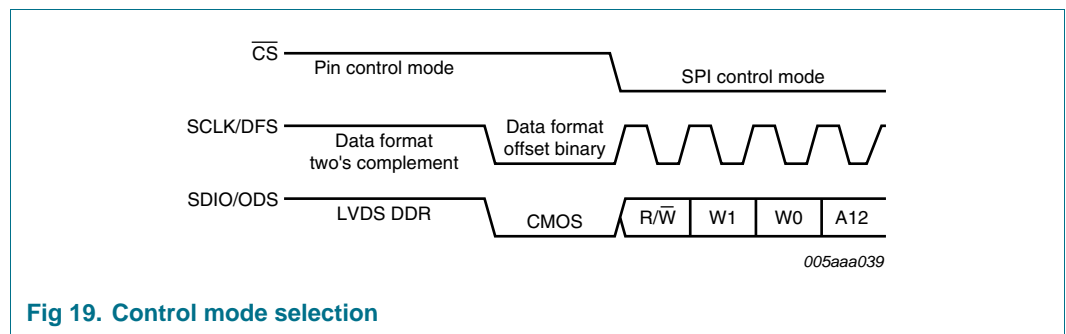 C̅S̅
Pin control mode
SPI control mode
SCLK/DFS
Data format
two's complement
Data format
offset binary
SDIO/ODS
LVDS DDR
CMOS
R/W̅
W1
W0
A12
005aaa039
Fig 19. Control mode selection